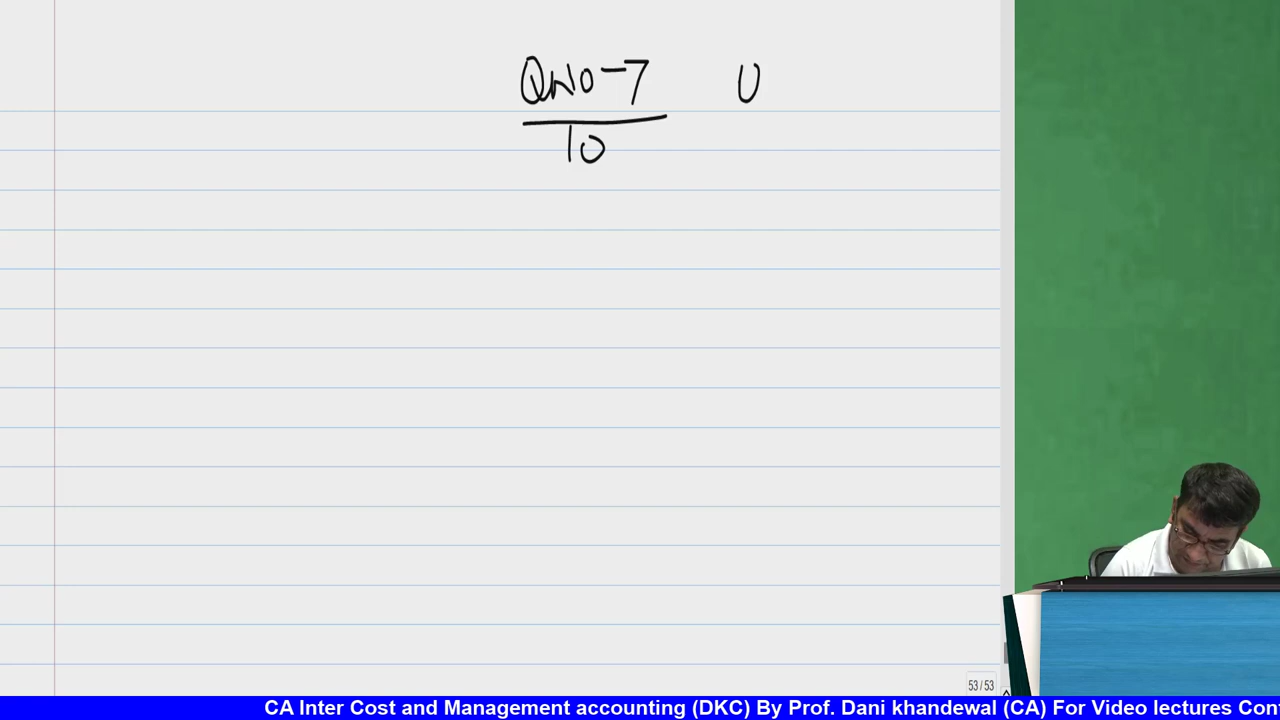 QNNo-7 U
10
53/53
CA Inter Cost and Management accounting (DKC) By Prof. Dani khandewal (CA) For Video lectures Con